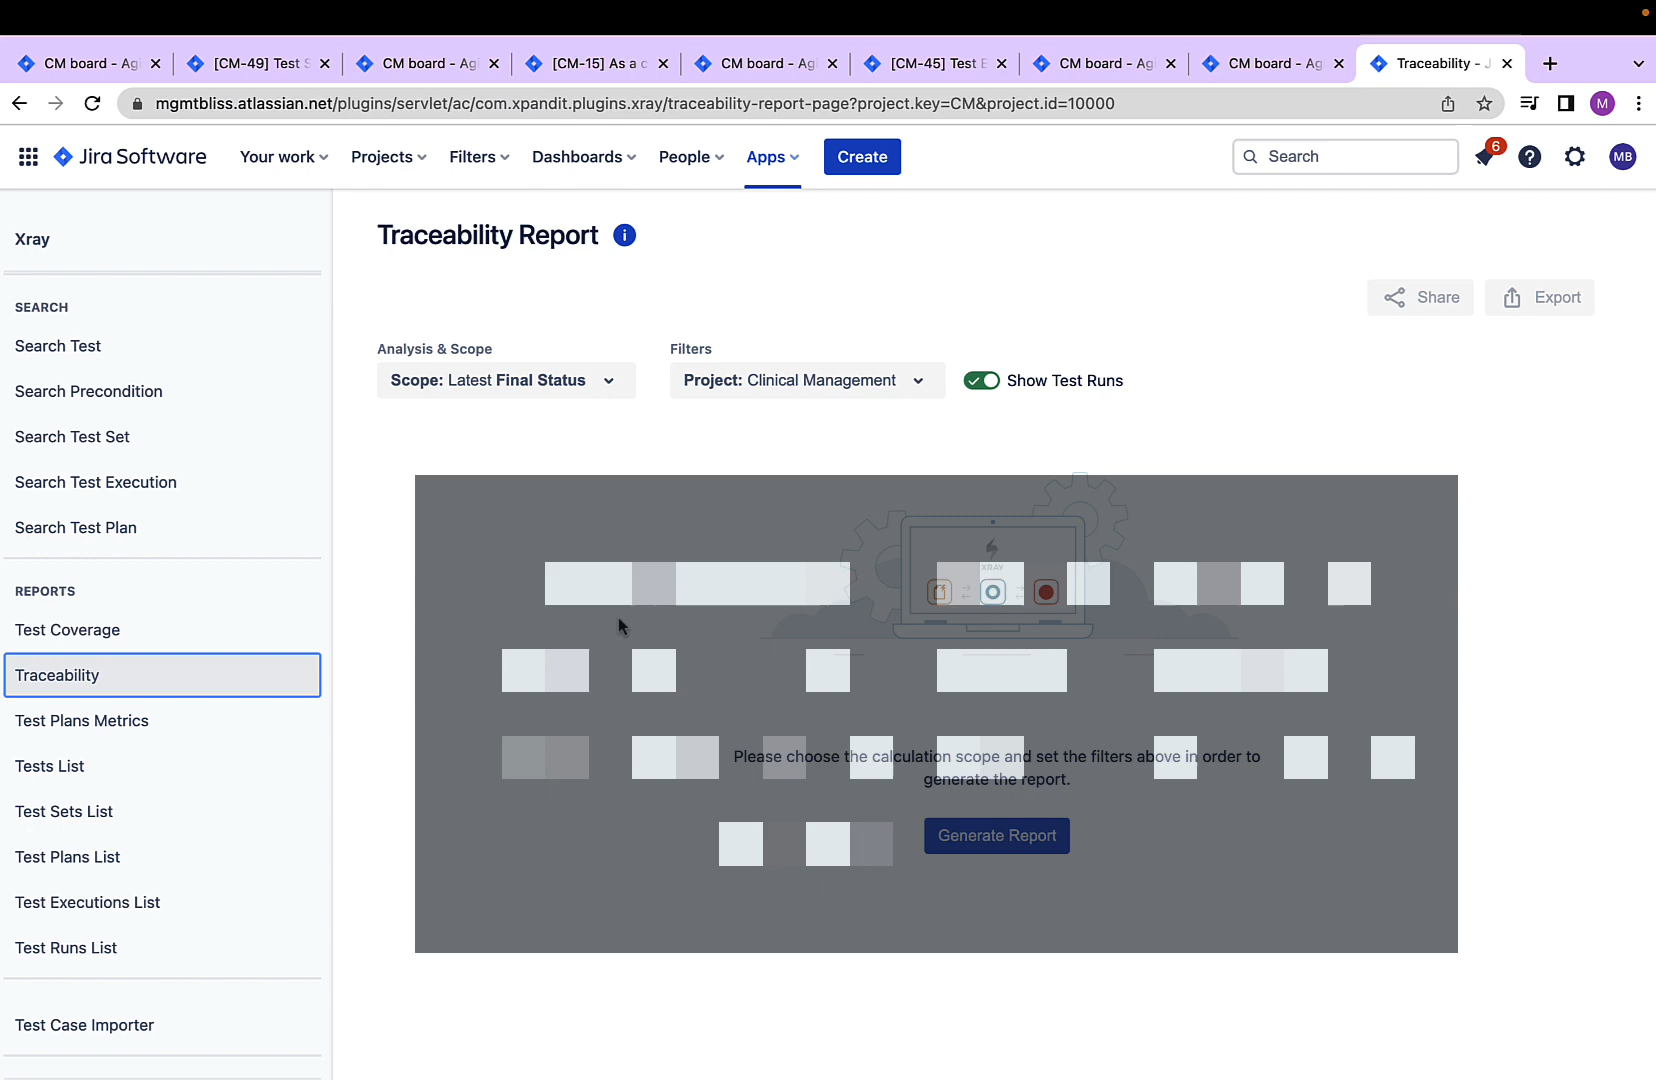 CM board - Ag
[CM-49] Test S
CM board - Ag
[CM-15] As a c
CM board - Ag
[CM-45] Test E
CM board - Ag
CM board - Ag
Traceability - J
mgmtbliss.atlassian.net/plugins/servlet/ac/com.xpandit.plugins.xray/traceability-report-page?project.key=CM&project.id=10000
M
Jira Software
Your work
Projects
Filters
Dashboards
People
Apps
Create
Search
6
MB
Xray
SEARCH
Search Test
Search Precondition
Search Test Set
Search Test Execution
Search Test Plan
REPORTS
Test Coverage
Traceability
Test Plans Metrics
Tests List
Test Sets List
Test Plans List
Test Executions List
Test Runs List
Test Case Importer
Traceability Report
Share
Export
Analysis & Scope
Scope: Latest Final Status
Filters
Project: Clinical Management
Show Test Runs
XRAY
Please choose the calculation scope and set the filters above in order to
generate the report.
Generate Report